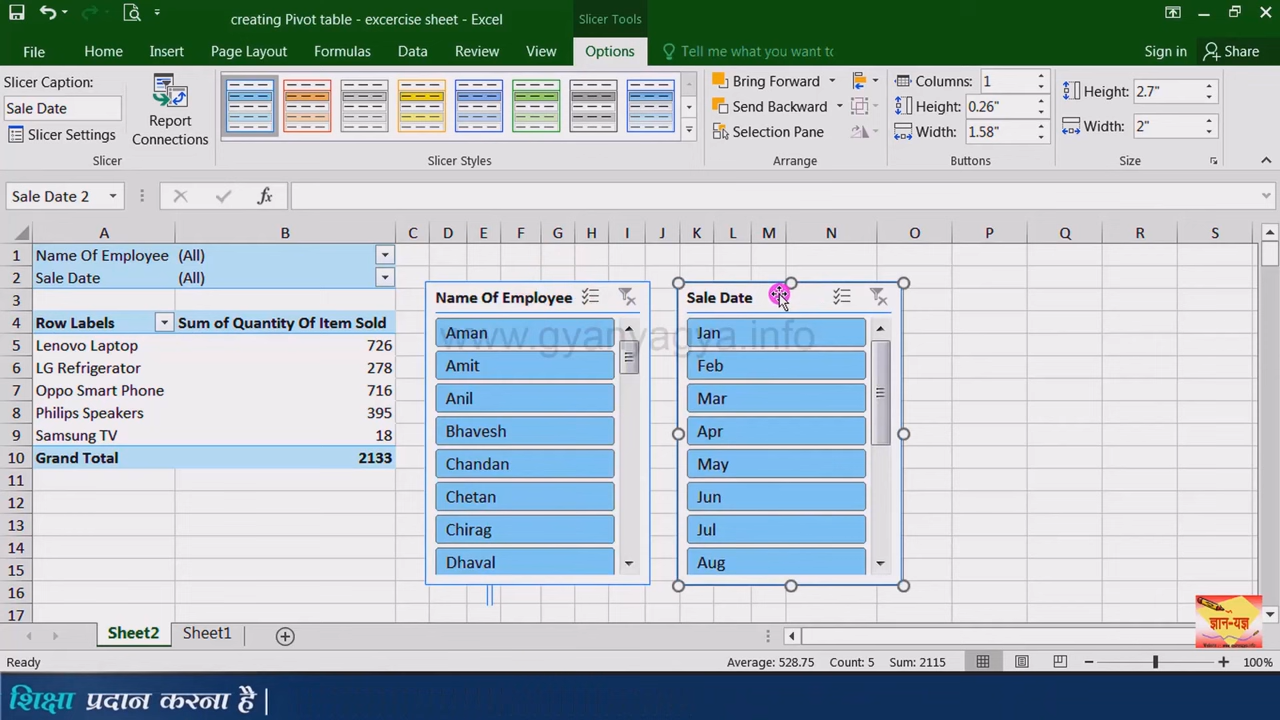 creating Pivot table - excercise sheet - Excel
Slicer Tools
File Home Insert Page Layout Formulas Data Review View Options Tell me what you want to Sign in Share
Slicer Caption:
Sale Date
Slicer Settings
Report Connections
Slicer
Slicer Styles
Bring Forward
Send Backward
Selection Pane
Arrange
Columns: 1
Height: 0.26"
Width: 1.58"
Buttons
Height: 2.7"
Width: 2"
Size
Sale Date 2 fx
A B C D E F G H I J K L M N O P Q R S
1 Name Of Employee (All)
2 Sale Date (All)
3
4 Row Labels Sum of Quantity Of Item Sold
5 Lenovo Laptop 726
6 LG Refrigerator 278
7 Oppo Smart Phone 716
8 Philips Speakers 395
9 Samsung TV 18
10 Grand Total 2133
11
12
13
14
15
16
17
Name Of Employee
Aman
Amit
Anil
Bhavesh
Chandan
Chetan
Chirag
Dhaval
Sale Date
Jan
Feb
Mar
Apr
May
Jun
Jul
Aug
www.gyanyagya.info
ज्ञान-यज्ञ
Sheet2 Sheet1
Ready Average: 528.75 Count: 5 Sum: 2115 100%
शिक्षा प्रदान करना है |